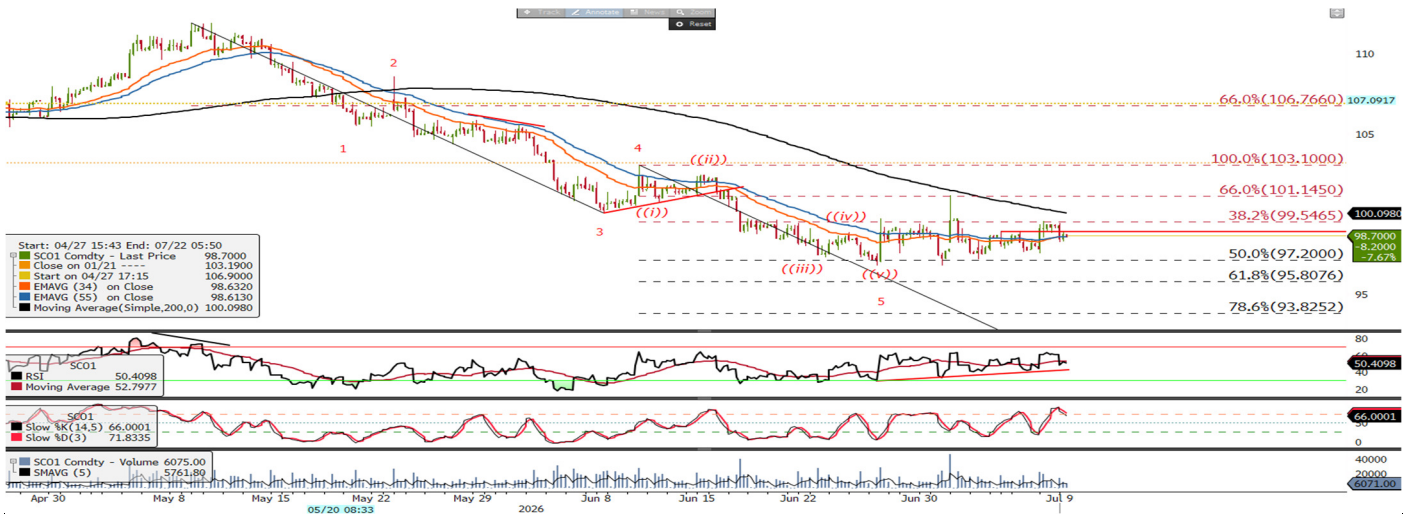 Track Annotate News Zoom
Reset
110
2
66.0%(106.7660) 107.0917
105
1
4
((ii))
100.0%(103.1000)
66.0%(101.1450)
((i))
((iv))
38.2%(99.5465) 100.0980
3
98.7000
-8.2000
-7.67%
50.0%(97.2000)
((iii))
((v))
61.8%(95.8076)
5
95
78.6%(93.8252)
Start: 04/27 15:43 End: 07/22 05:50
SCO1 Comdty - Last Price 98.7000
Close on 01/21 ---- 103.1900
Start on 04/27 17:15 106.9000
EMAVG (34) on Close 98.6320
EMAVG (55) on Close 98.6130
Moving Average(Simple,200,0) 100.0980
80
SCO1
RSI 50.4098
Moving Average 52.7977
50.4098
40
20
SCO1
Slow %K(14,5) 66.0001
Slow %D(3) 71.8335
66.0001
50
0
SCO1 Comdty - Volume 6075.00
SMAVG (5) 5761.80
40000
20000
6071.00
Apr 30 May 8 May 15 May 22 May 29 Jun 8 Jun 15 Jun 22 Jun 30 Jul 9
05/20 08:33 2026